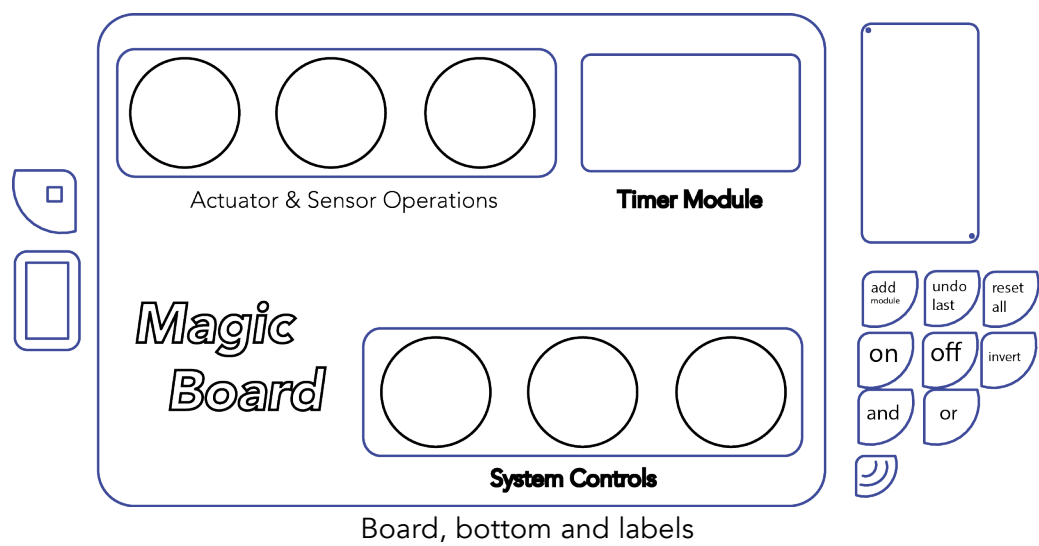 Actuator & Sensor Operations
Timer Module
Magic
Board
System Controls
add
module
undo
last
reset
all
on
off
invert
and
or
Board, bottom and labels